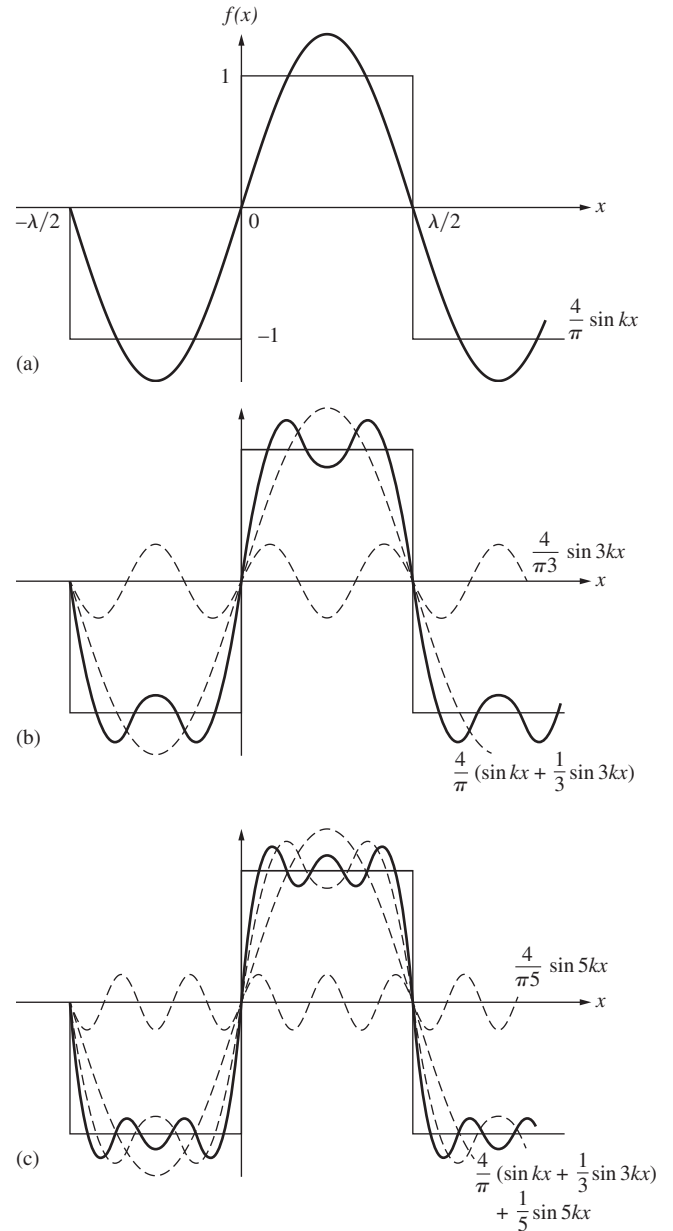 f(x)
1
x
−λ/2
0
λ/2
−1
4/π sin kx
(a)
4/π3 sin 3kx
x
(b)
4/π (sin kx + 1/3 sin 3kx)
4/π5 sin 5kx
x
(c)
4/π (sin kx + 1/3 sin 3kx)
+ 1/5 sin 5kx